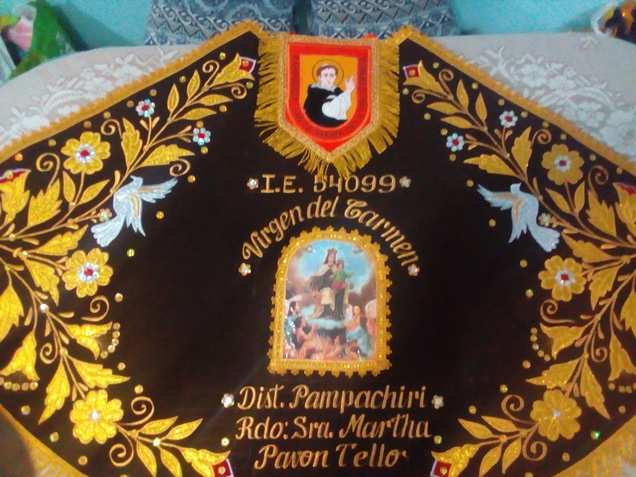 I.E. 54099
Virgen del Carmen
Dist. Pampachiri
Rdo: Sra. Martha
Pavon Tello